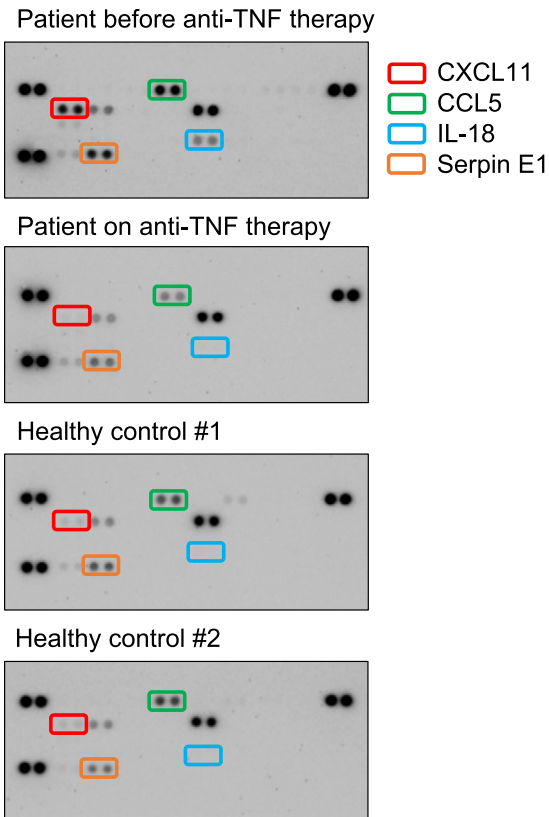 Patient before anti-TNF therapy
CXCL11
CCL5
IL-18
Serpin E1
Patient on anti-TNF therapy
Healthy control #1
Healthy control #2